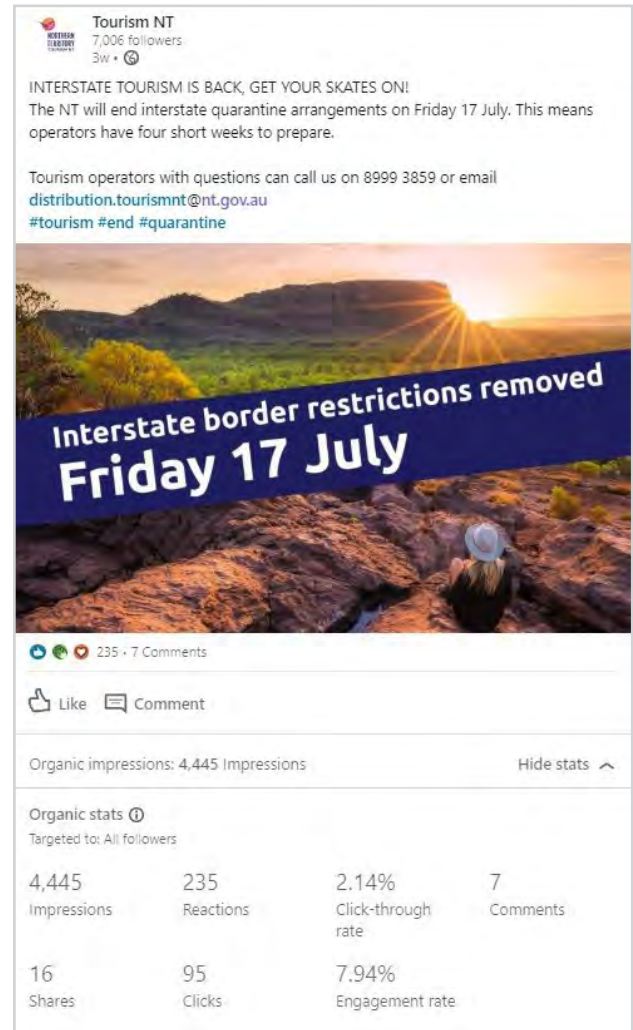 Tourism NT
NORTHERN
TERRITORY
7,006 followers
3w •
INTERSTATE TOURISM IS BACK, GET YOUR SKATES ON!
The NT will end interstate quarantine arrangements on Friday 17 July. This means
operators have four short weeks to prepare.
Tourism operators with questions can call us on 8999 3859 or email
distribution.tourismnt@nt.gov.au
#tourism #end #quarantine
Interstate border restrictions removed
Friday 17 July
235 • 7 Comments
Like Comment
Organic impressions: 4,445 Impressions Hide stats
Organic stats
Targeted to: All followers
4,445 235 2.14% 7
Impressions Reactions Click-through Comments
rate
16 95 7.94%
Shares Clicks Engagement rate